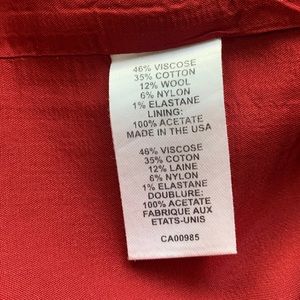 46% VISCOSE
35% COTTON
12% WOOL
6% NYLON
1% ELASTANE
LINING:
100% ACETATE
MADE IN THE USA
46% VISCOSE
35% COTON
12% LAINE
6% NYLON
1% ELASTANE
DOUBLURE:
100% ACETATE
FABRIQUE AUX
ETATS-UNIS
CA00985